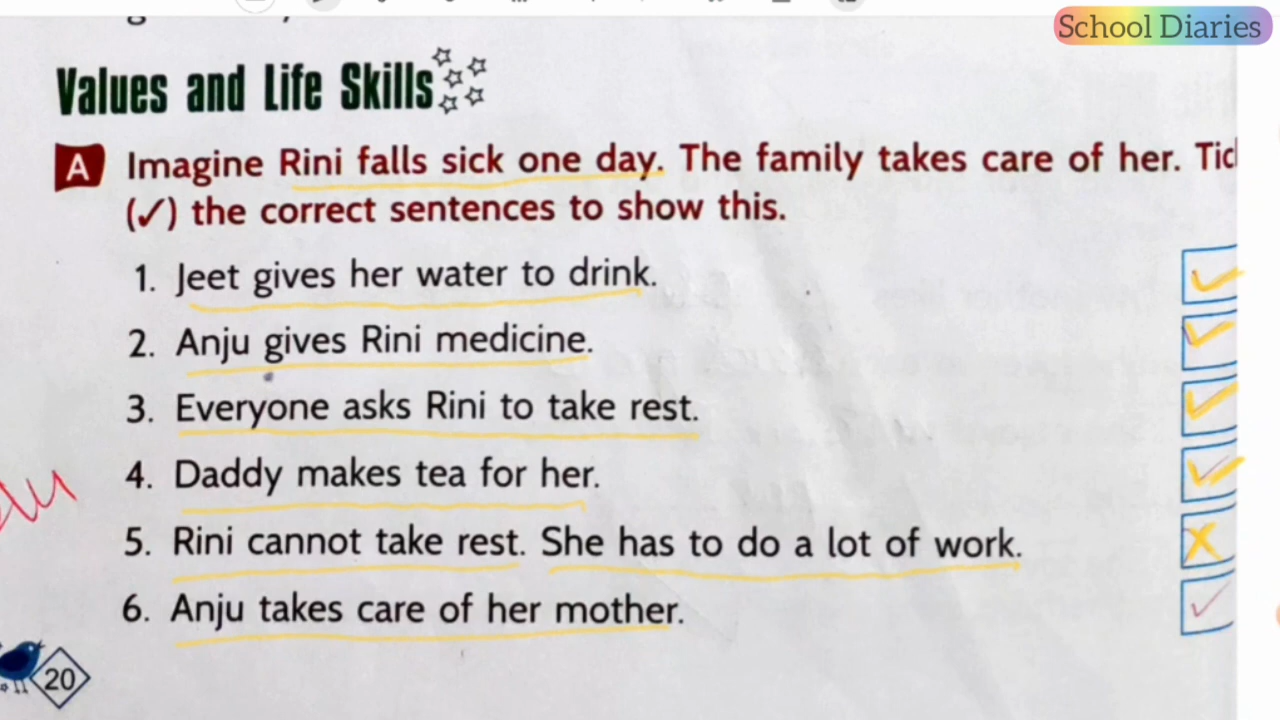 School Diaries
Values and Life Skills
A Imagine Rini falls sick one day. The family takes care of her.
(✓) the correct sentences to show this.
1. Jeet gives her water to drink.
2. Anju gives Rini medicine.
3. Everyone asks Rini to take rest.
4. Daddy makes tea for her.
5. Rini cannot take rest. She has to do a lot of work.
6. Anju takes care of her mother.
20